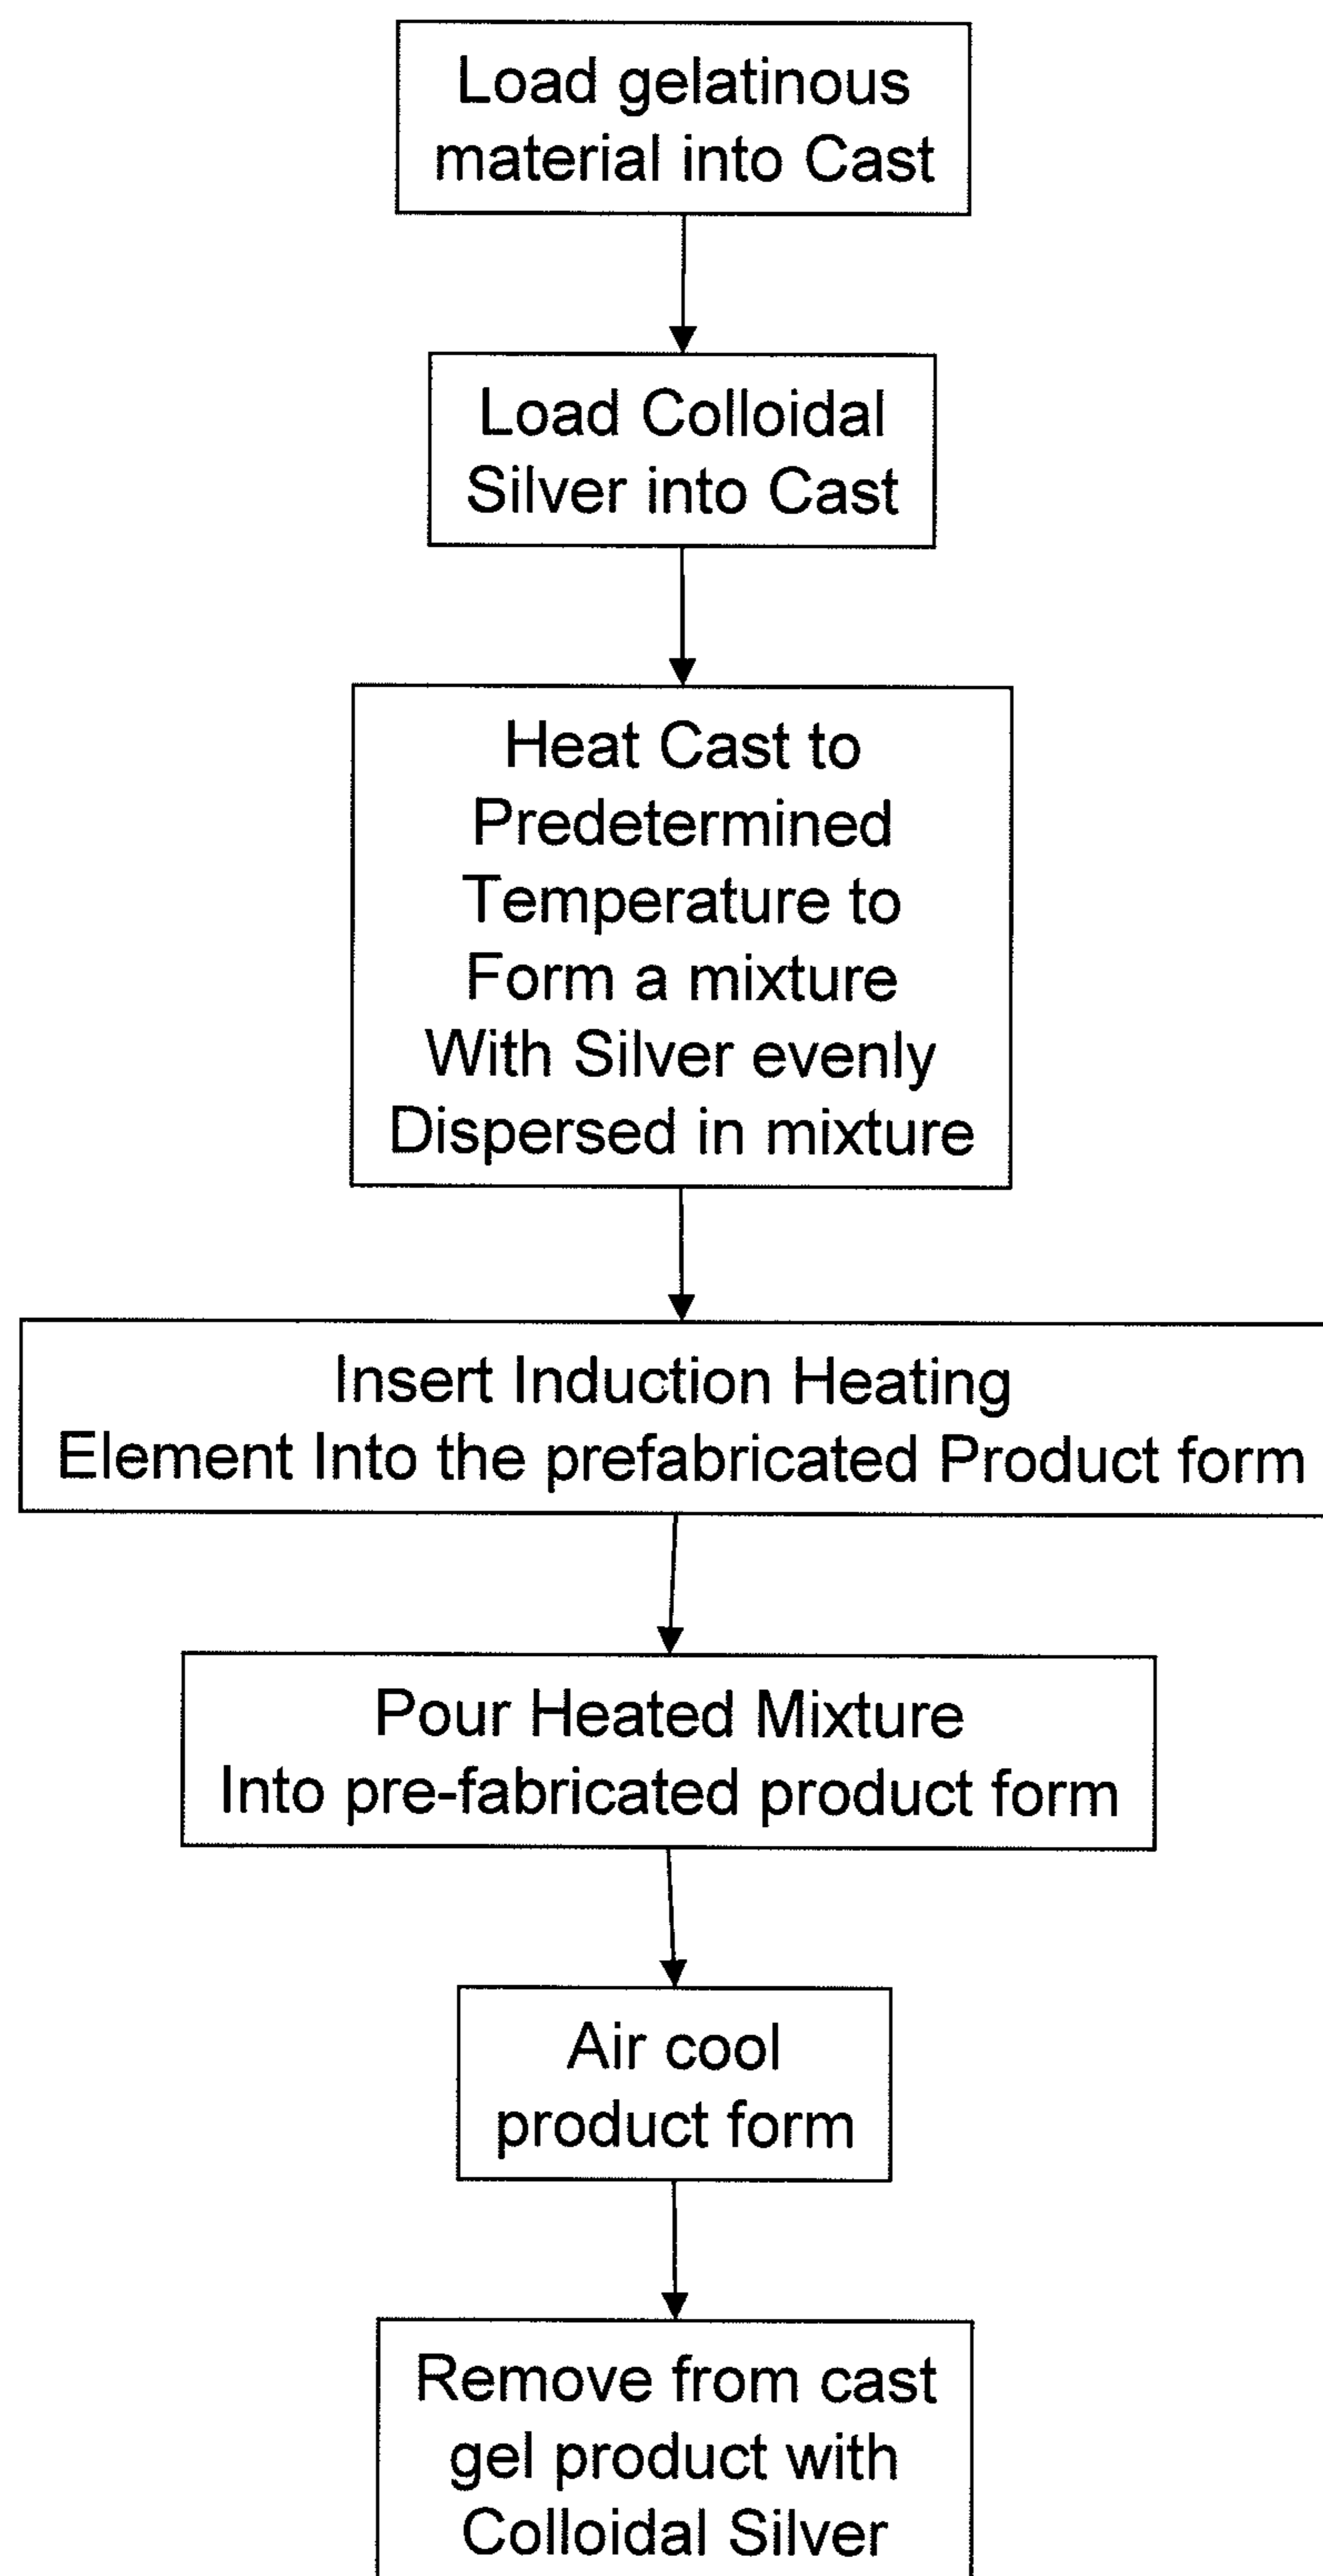 Load gelatinous
material into Cast
Load Colloidal
Silver into Cast
Heat Cast to
Predetermined
Temperature to
Form a mixture
With Silver evenly
Dispersed in mixture
Insert Induction Heating
Element Into the prefabricated Product form
Pour Heated Mixture
Into pre-fabricated product form
Air cool
product form
Remove from cast
gel product with
Colloidal Silver